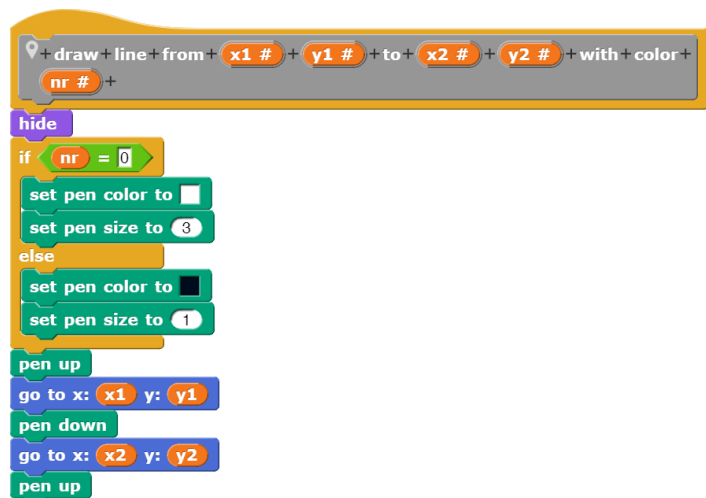 +draw+line+from+ x1 # + y1 # +to+ x2 # + y2 # +with+color+
nr # +
hide
if nr = 0
set pen color to
set pen size to 3
else
set pen color to
set pen size to 1
pen up
go to x: x1 y: y1
pen down
go to x: x2 y: y2
pen up